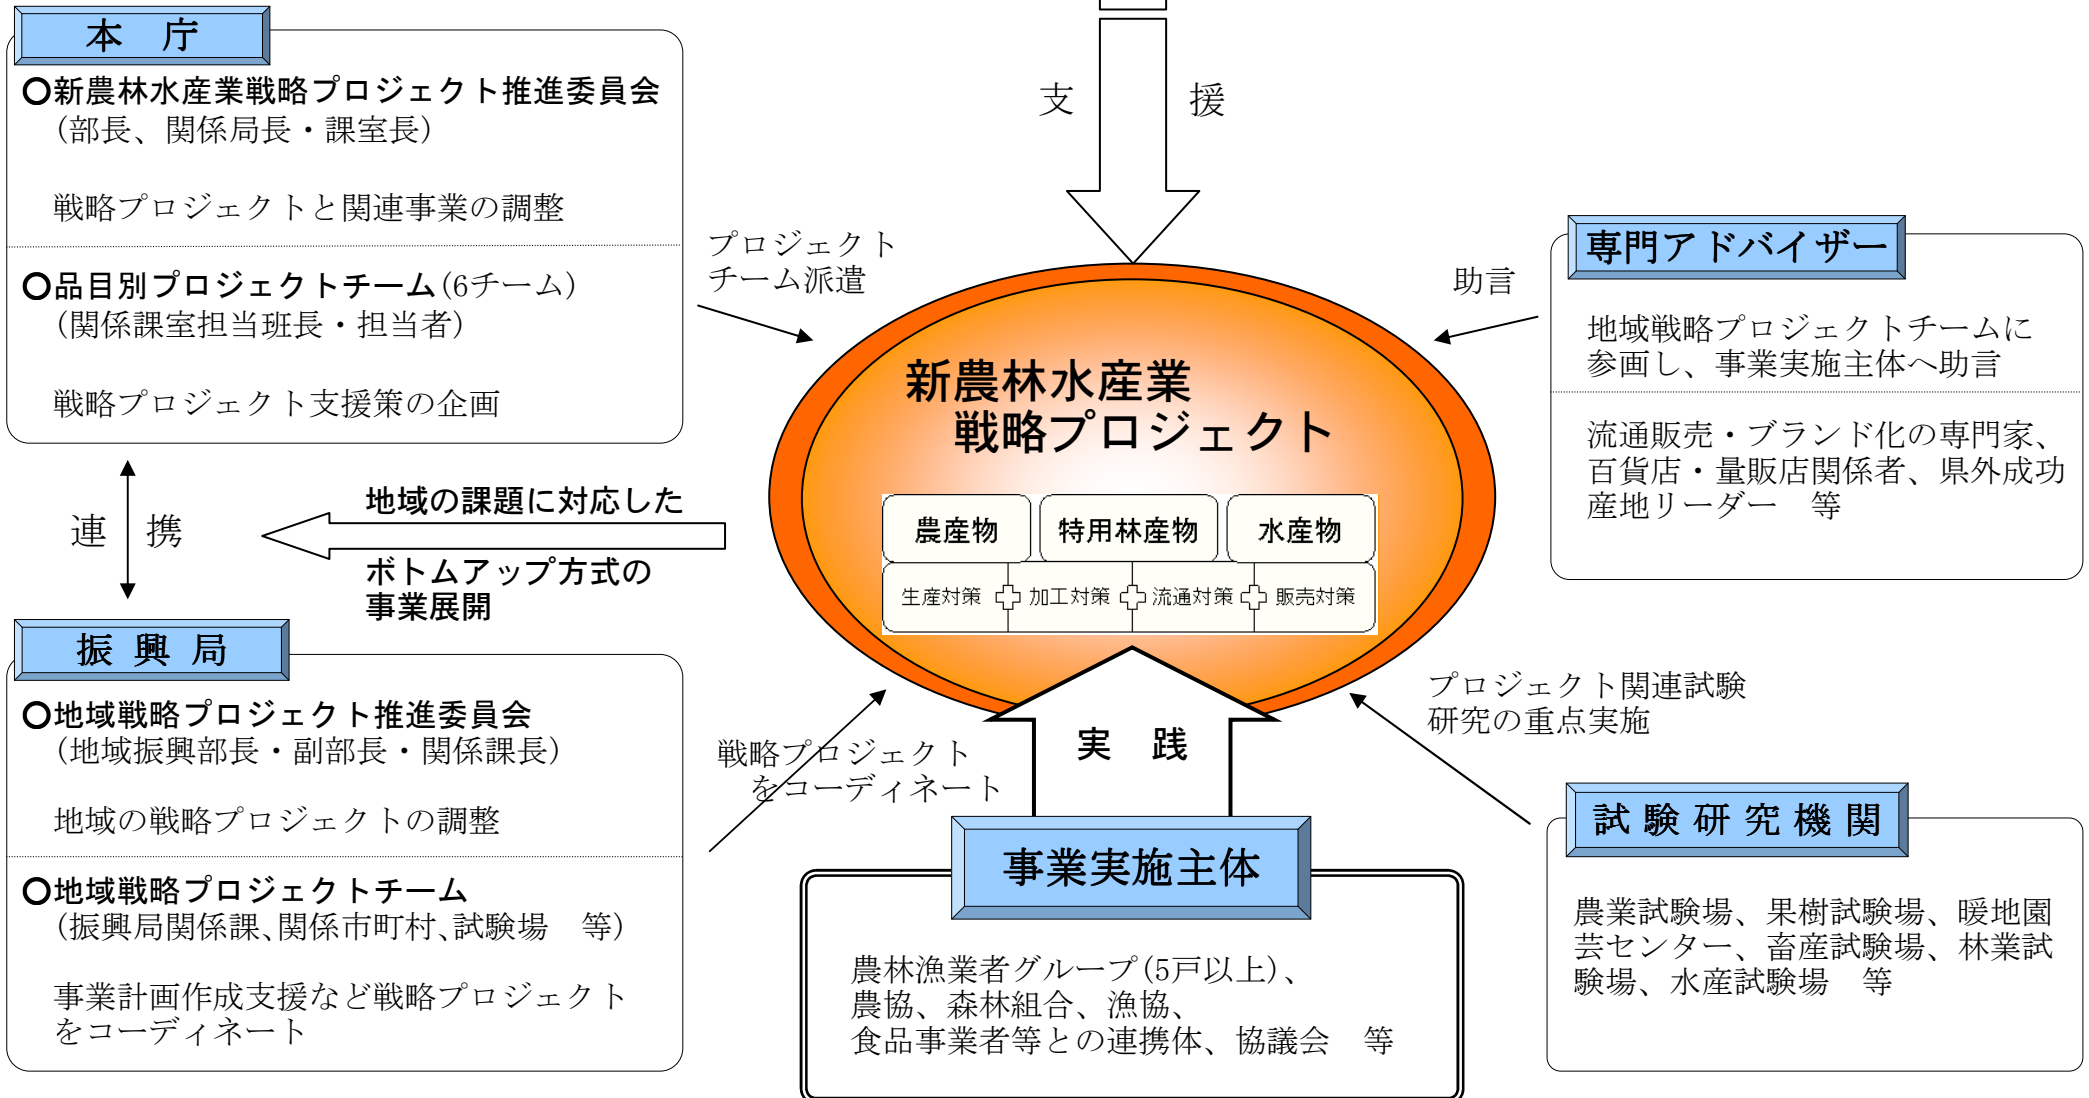 本 庁
○新農林水産業戦略プロジェクト推進委員会
(部長、関係局長・課室長)
戦略プロジェクトと関連事業の調整
○品目別プロジェクトチーム(6チーム)
(関係課室担当班長・担当者)
戦略プロジェクト支援策の企画
連 携
振 興 局
○地域戦略プロジェクト推進委員会
(地域振興部長・副部長・関係課長)
地域の戦略プロジェクトの調整
○地域戦略プロジェクトチーム
(振興局関係課、関係市町村、試験場 等)
事業計画作成支援など戦略プロジェクト
をコーディネート
支 援
プロジェクト
チーム派遣
地域の課題に対応した
ボトムアップ方式の
事業展開
戦略プロジェクト
をコーディネート
新農林水産業
戦略プロジェクト
農産物 特用林産物 水産物
生産対策 加工対策 流通対策 販売対策
実 践
事業実施主体
農林漁業者グループ(5戸以上)、
農協、森林組合、漁協、
食品事業者等との連携体、協議会 等
助言
専門アドバイザー
地域戦略プロジェクトチームに
参画し、事業実施主体へ助言
流通販売・ブランド化の専門家、
百貨店・量販店関係者、県外成功
産地リーダー 等
プロジェクト関連試験
研究の重点実施
試 験 研 究 機 関
農業試験場、果樹試験場、暖地園
芸センター、畜産試験場、林業試
験場、水産試験場 等